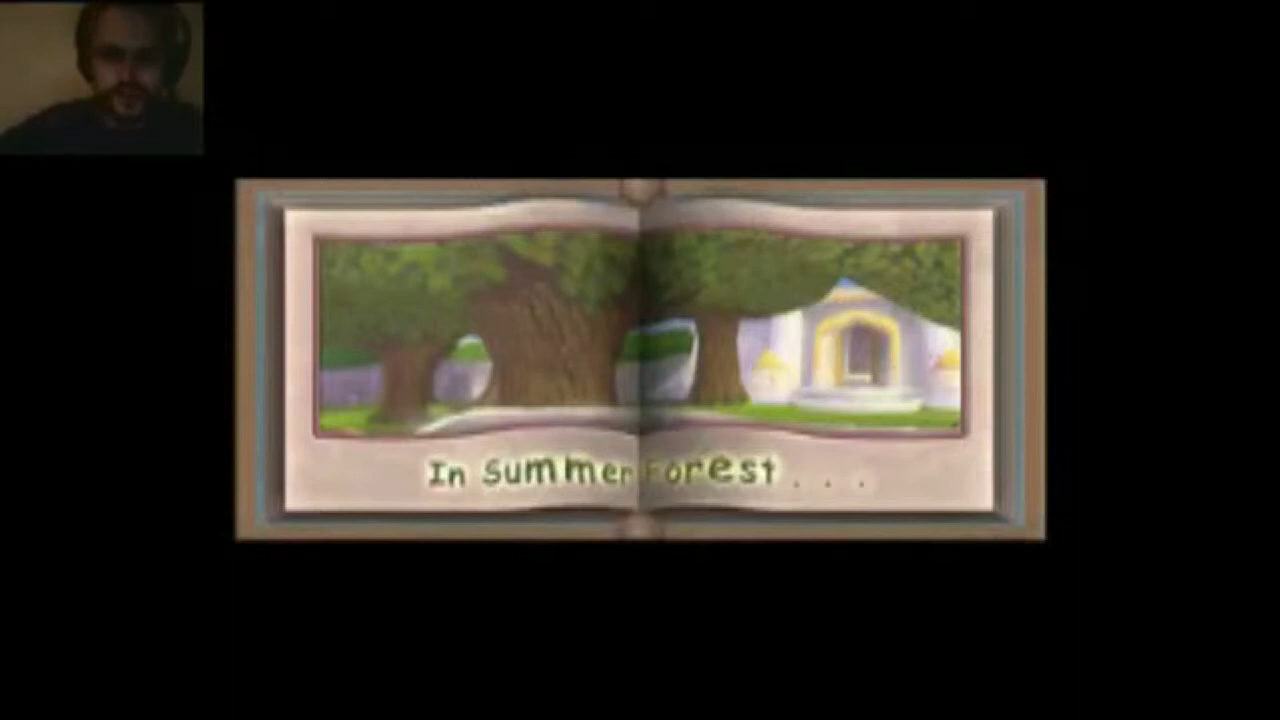 In Summer Forest . . .